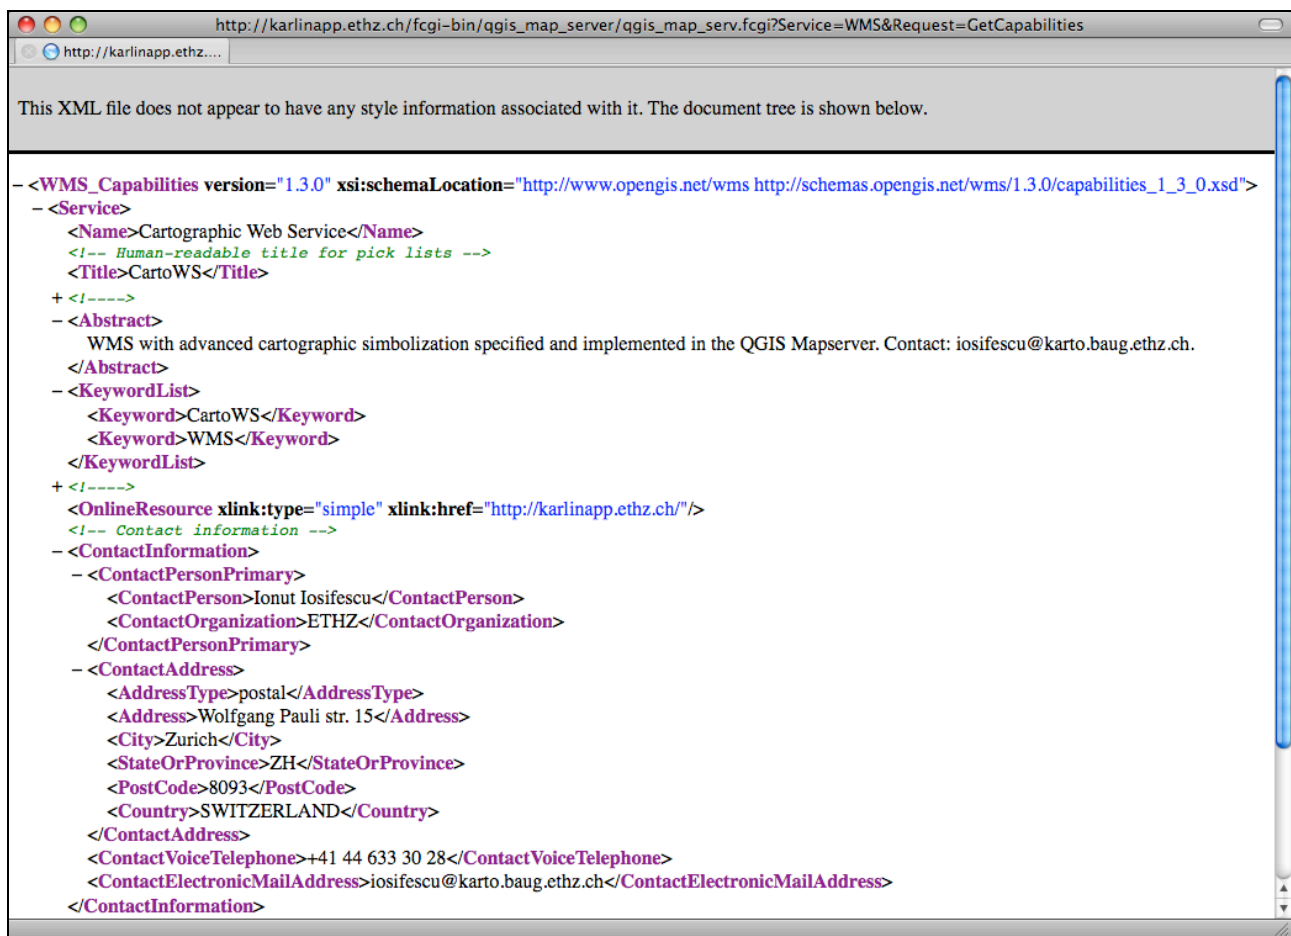 http://karlinapp.ethz.ch/fcgi-bin/qgis_map_server/qgis_map_serv.fcgi?Service=WMS&Request=GetCapabilities
http://karlinapp.ethz....
This XML file does not appear to have any style information associated with it. The document tree is shown below.
– <WMS_Capabilities version="1.3.0" xsi:schemaLocation="http://www.opengis.net/wms http://schemas.opengis.net/wms/1.3.0/capabilities_1_3_0.xsd">
– <Service>
<Name>Cartographic Web Service</Name>
<!-- Human-readable title for pick lists -->
<Title>CartoWS</Title>
+ <!---->
– <Abstract>
WMS with advanced cartographic simbolization specified and implemented in the QGIS Mapserver. Contact: iosifescu@karto.baug.ethz.ch.
</Abstract>
– <KeywordList>
<Keyword>CartoWS</Keyword>
<Keyword>WMS</Keyword>
</KeywordList>
+ <!---->
<OnlineResource xlink:type="simple" xlink:href="http://karlinapp.ethz.ch/"/>
<!-- Contact information -->
– <ContactInformation>
– <ContactPersonPrimary>
<ContactPerson>Ionut Iosifescu</ContactPerson>
<ContactOrganization>ETHZ</ContactOrganization>
</ContactPersonPrimary>
– <ContactAddress>
<AddressType>postal</AddressType>
<Address>Wolfgang Pauli str. 15</Address>
<City>Zurich</City>
<StateOrProvince>ZH</StateOrProvince>
<PostCode>8093</PostCode>
<Country>SWITZERLAND</Country>
</ContactAddress>
<ContactVoiceTelephone>+41 44 633 30 28</ContactVoiceTelephone>
<ContactElectronicMailAddress>iosifescu@karto.baug.ethz.ch</ContactElectronicMailAddress>
</ContactInformation>